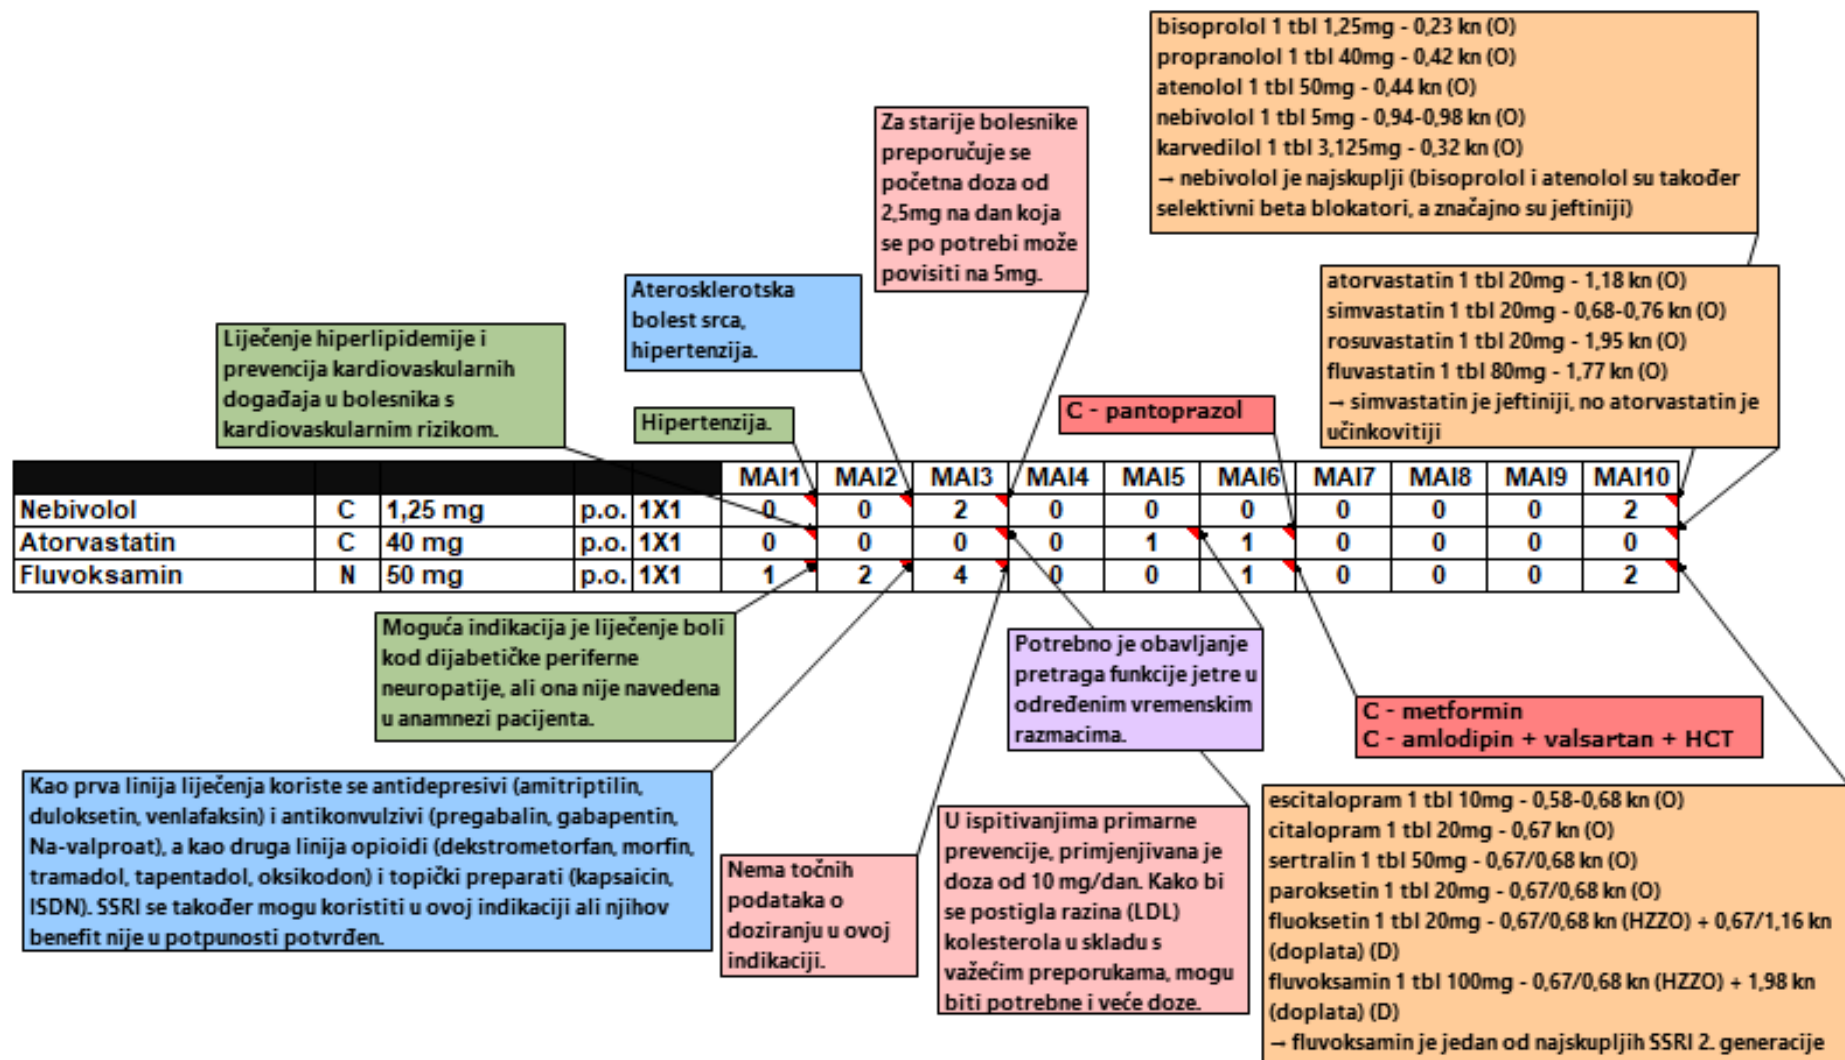 bisoprolol 1 tbl 1,25mg - 0,23 kn (O)
propranolol 1 tbl 40mg - 0,42 kn (O)
atenolol 1 tbl 50mg - 0,44 kn (O)
nebivolol 1 tbl 5mg - 0,94-0,98 kn (O)
karvedilol 1 tbl 3,125mg - 0,32 kn (O)
→ nebivolol je najskuplji (bisoprolol i atenolol su također
selektivni beta blokatori, a značajno su jeftiniji)
Za starije bolesnike
preporučuje se
početna doza od
2,5mg na dan koja
se po potrebi može
povisiti na 5mg.
Aterosklerotska
bolest srca,
hipertenzija.
atorvastatin 1 tbl 20mg - 1,18 kn (O)
simvastatin 1 tbl 20mg - 0,68-0,76 kn (O)
rosuvastatin 1 tbl 20mg - 1,95 kn (O)
fluvastatin 1 tbl 80mg - 1,77 kn (O)
→ simvastatin je jeftiniji, no atorvastatin je
učinkovitiji
Liječenje hiperlipidemije i
prevencija kardiovaskularnih
događaja u bolesnika s
kardiovaskularnim rizikom.
Hipertenzija.
C - pantoprazol
MAI1 MAI2 MAI3 MAI4 MAI5 MAI6 MAI7 MAI8 MAI9 MAI10
Nebivolol C 1,25 mg p.o. 1X1 0 0 2 0 0 0 0 0 0 2
Atorvastatin C 40 mg p.o. 1X1 0 0 0 0 1 1 0 0 0 0
Fluvoksamin N 50 mg p.o. 1X1 1 2 4 0 0 1 0 0 0 2
Moguća indikacija je liječenje boli
kod dijabetičke periferne
neuropatije, ali ona nije navedena
u anamnezi pacijenta.
Potrebno je obavljanje
pretraga funkcije jetre u
određenim vremenskim
razmacima.
C - metformin
C - amlodipin + valsartan + HCT
Kao prva linija liječenja koriste se antidepresivi (amitriptilin,
duloksetin, venlafaksin) i antikonvulzivi (pregabalin, gabapentin,
Na-valproat), a kao druga linija opioidi (dekstrometorfan, morfin,
tramadol, tapentadol, oksikodon) i topički preparati (kapsaicin,
ISDN). SSRI se također mogu koristiti u ovoj indikaciji ali njihov
benefit nije u potpunosti potvrđen.
Nema točnih
podataka o
doziranju u ovoj
indikaciji.
U ispitivanjima primarne
prevencije, primjenjivana je
doza od 10 mg/dan. Kako bi
se postigla razina (LDL)
kolesterola u skladu s
važećim preporukama, mogu
biti potrebne i veće doze.
escitalopram 1 tbl 10mg - 0,58-0,68 kn (O)
citalopram 1 tbl 20mg - 0,67 kn (O)
sertralin 1 tbl 50mg - 0,67/0,68 kn (O)
paroksetin 1 tbl 20mg - 0,67/0,68 kn (O)
fluoksetin 1 tbl 20mg - 0,67/0,68 kn (HZZO) + 0,67/1,16 kn
(doplata) (D)
fluvoksamin 1 tbl 100mg - 0,67/0,68 kn (HZZO) + 1,98 kn
(doplata) (D)
→ fluvoksamin je jedan od najskupljih SSRI 2. generacije